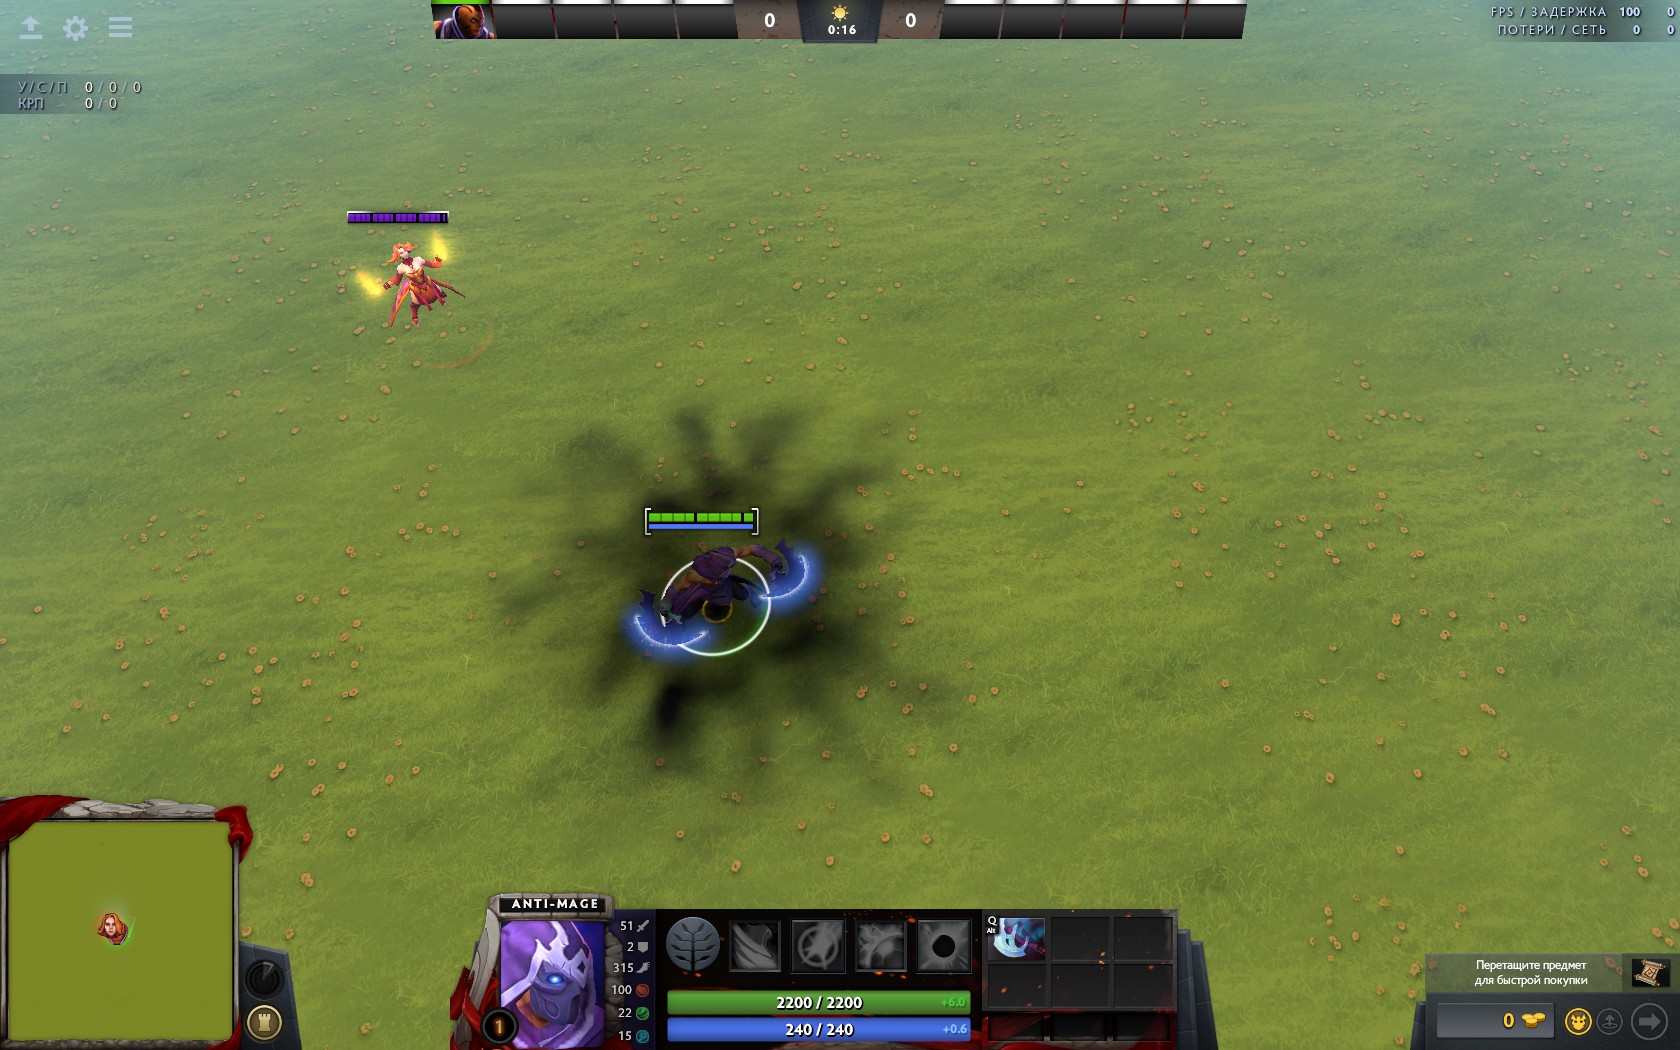 0
0:16
0
FPS / ЗАДЕРЖКА 100 0
ПОТЕРИ / СЕТЬ 0 0
У/С/П 0 / 0 / 0
КРП 0 / 0
ANTI-MAGE
51
2
315
100
22
15
1
2200 / 2200 +6.0
240 / 240 +0.6
Q
Alt
Перетащите предмет
для быстрой покупки
0